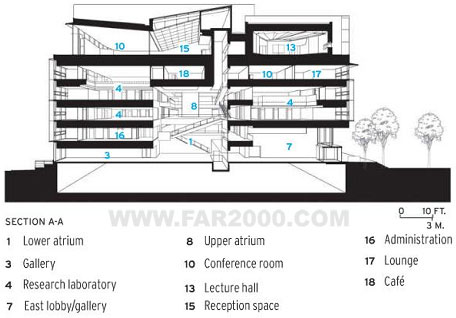 10
15
13
18
10
17
4
4
8
4
4
16
1
7
3
WWW.FAR2000.COM
0 10 FT.
3 M.
SECTION A-A
1 Lower atrium
3 Gallery
4 Research laboratory
7 East lobby/gallery
8 Upper atrium
10 Conference room
13 Lecture hall
15 Reception space
16 Administration
17 Lounge
18 Café